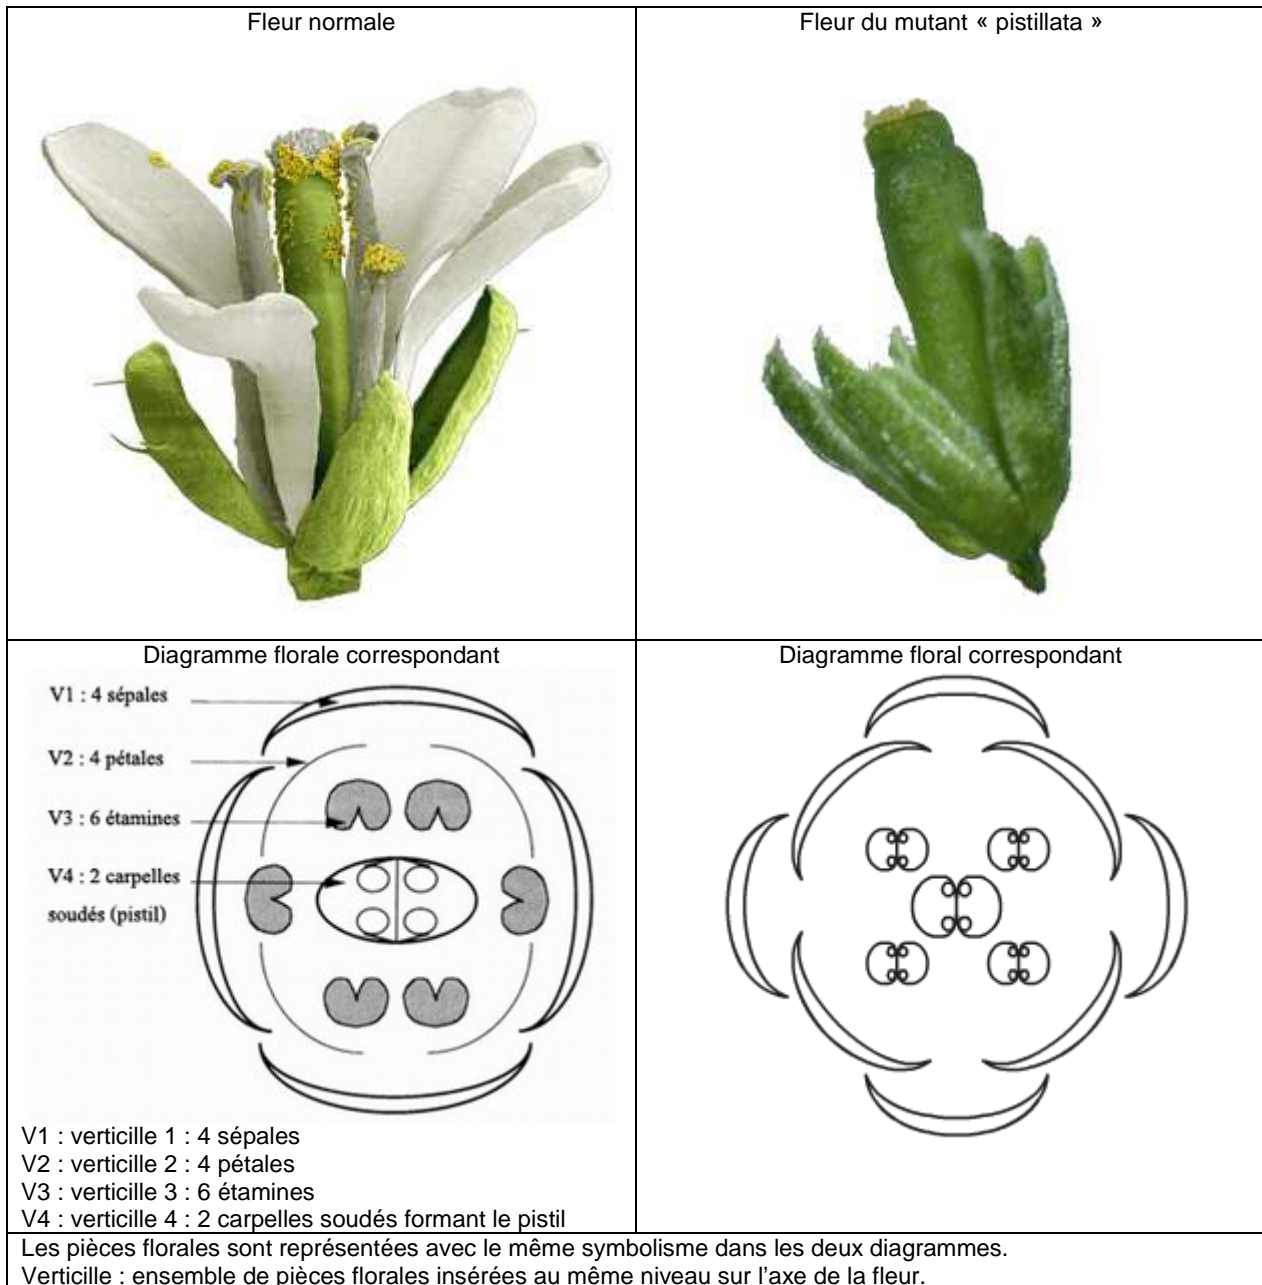 Fleur normale
Fleur du mutant « pistillata »
Diagramme florale correspondant
V1 : 4 sépales
V2 : 4 pétales
V3 : 6 étamines
V4 : 2 carpelles
soudés (pistil)
V1 : verticille 1 : 4 sépales
V2 : verticille 2 : 4 pétales
V3 : verticille 3 : 6 étamines
V4 : verticille 4 : 2 carpelles soudés formant le pistil
Diagramme floral correspondant
Les pièces florales sont représentées avec le même symbolisme dans les deux diagrammes.
Verticille : ensemble de pièces florales insérées au même niveau sur l'axe de la fleur.